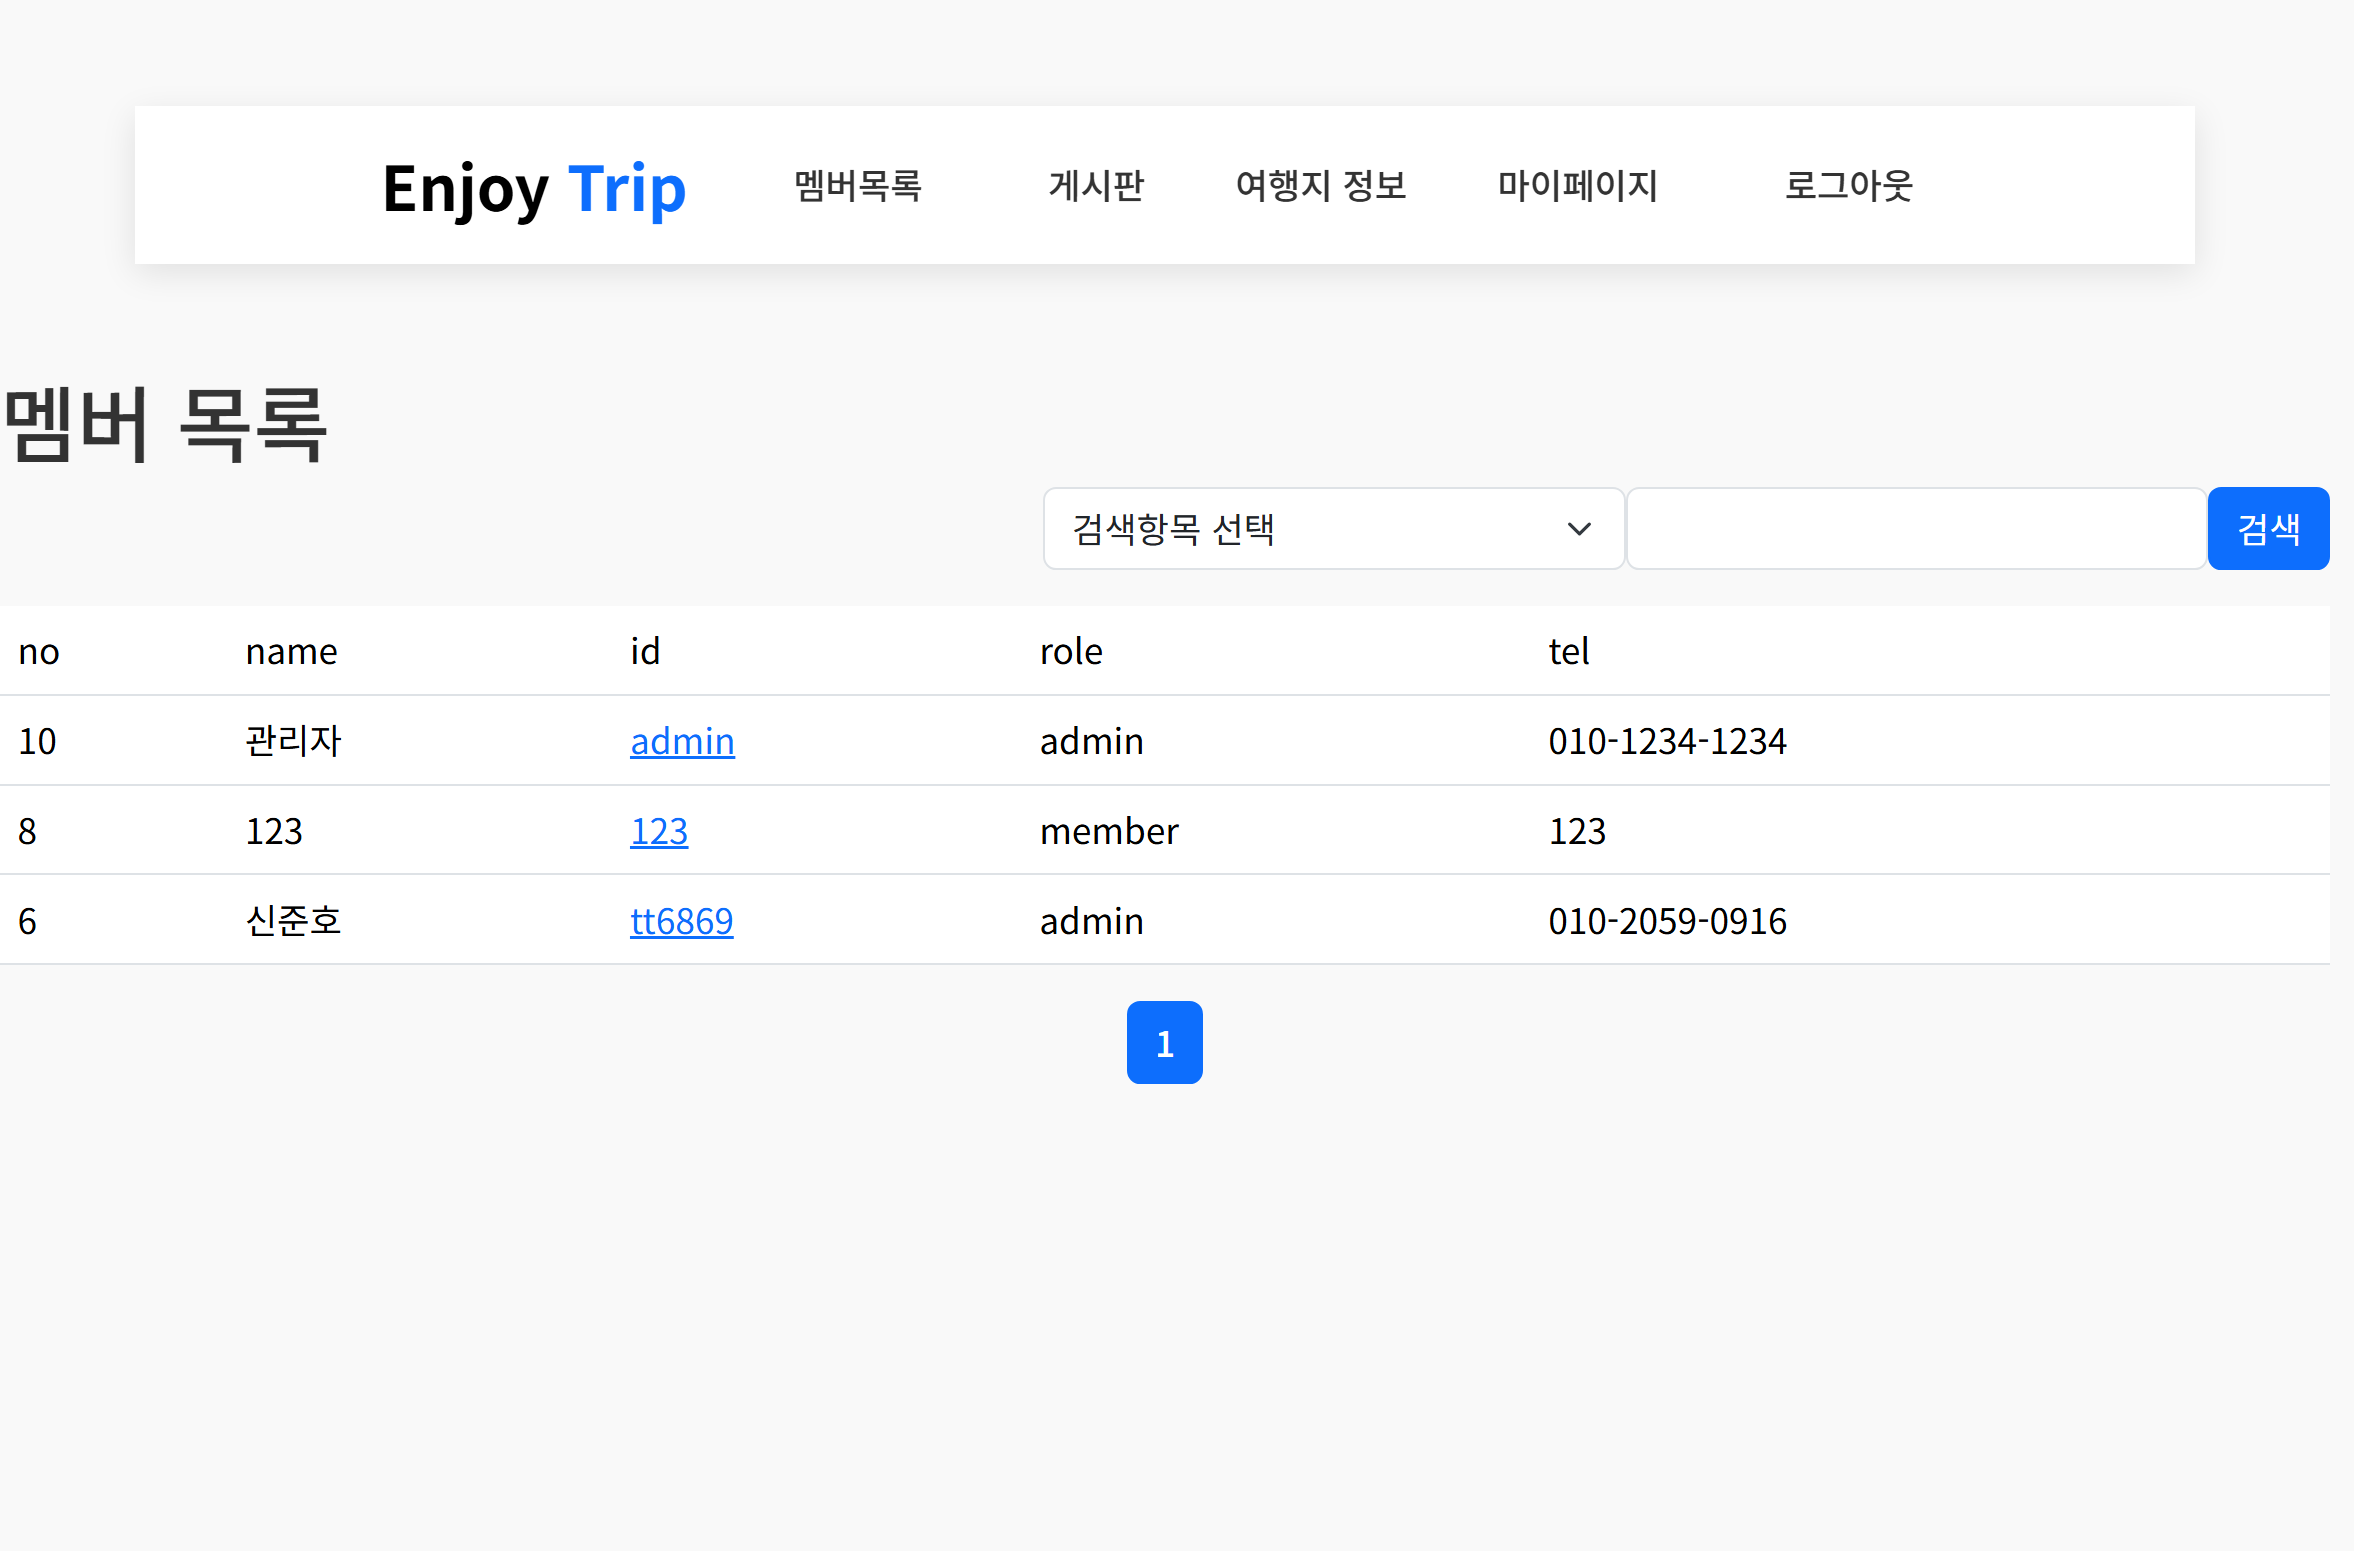 Enjoy Trip 멤버목록 게시판 여행지 정보 마이페이지 로그아웃
멤버 목록
검색항목 선택 검색
no name id role tel
10 관리자 admin admin 010-1234-1234
8 123 123 member 123
6 신준호 tt6869 admin 010-2059-0916
1